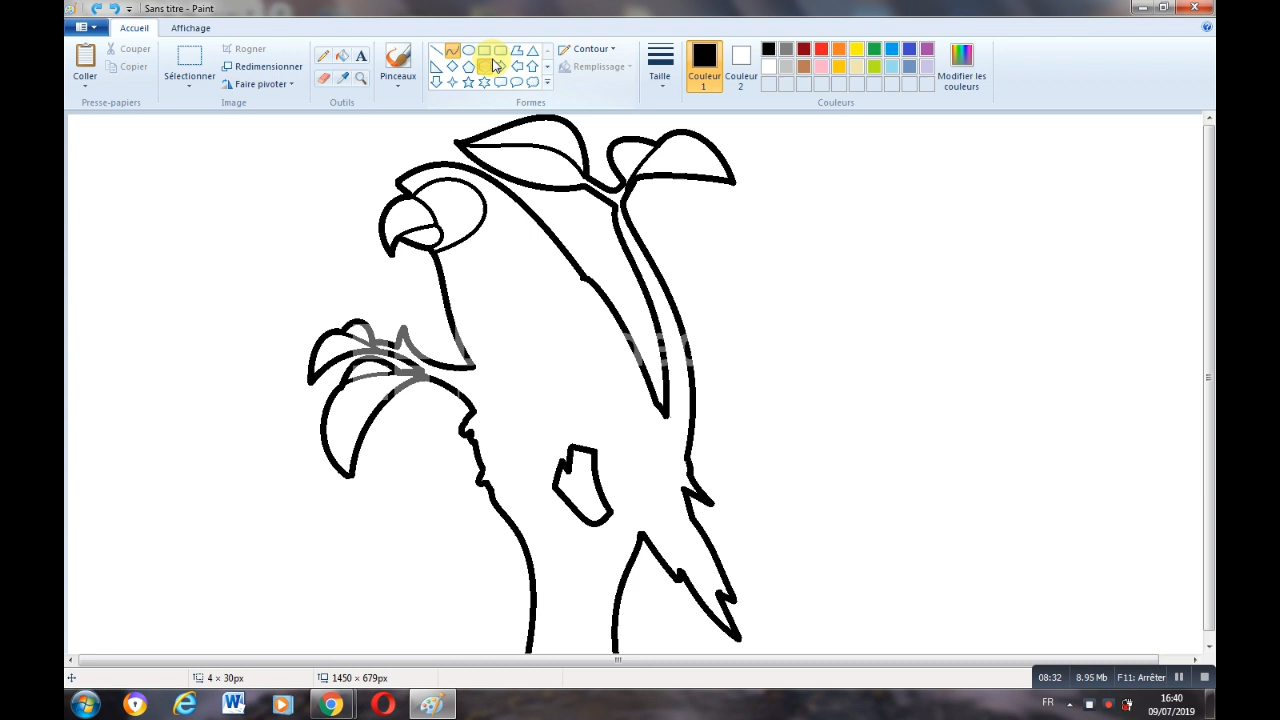 Sans titre - Paint
Accueil
Affichage
Coller
Couper
Copier
Presse-papiers
Sélectionner
Rogner
Redimensionner
Faire pivoter
Image
Outils
Pinceaux
Formes
Contour
Remplissage
Taille
Couleur
1
Couleur
2
Modifier les
couleurs
Couleurs
4 × 30px
1450 × 679px
08:32
8.95 Mb
F11: Arrêter
FR
16:40
09/07/2019